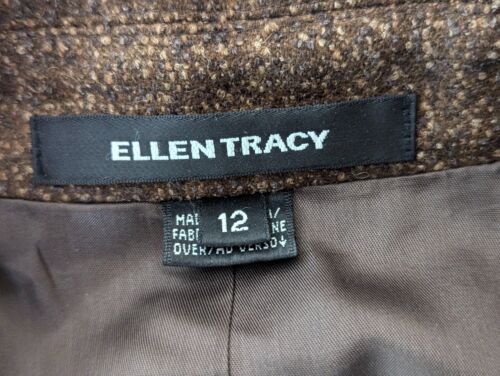 ELLEN TRACY
12
OVER/AU VERSO↓